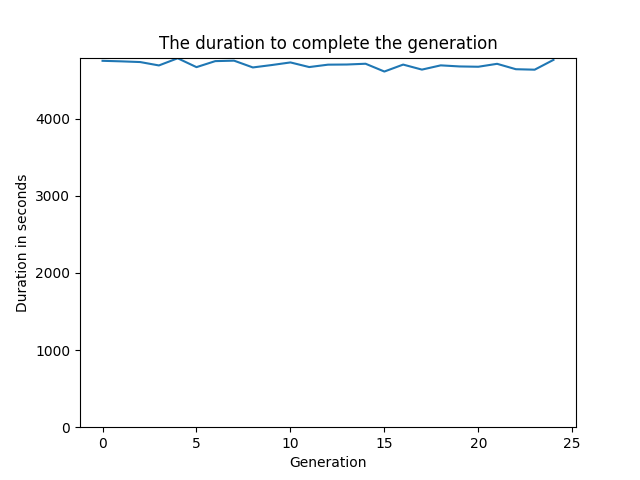 The duration to complete the generation
Duration in seconds
4000
3000
2000
1000
0
0 5 10 15 20 25
Generation